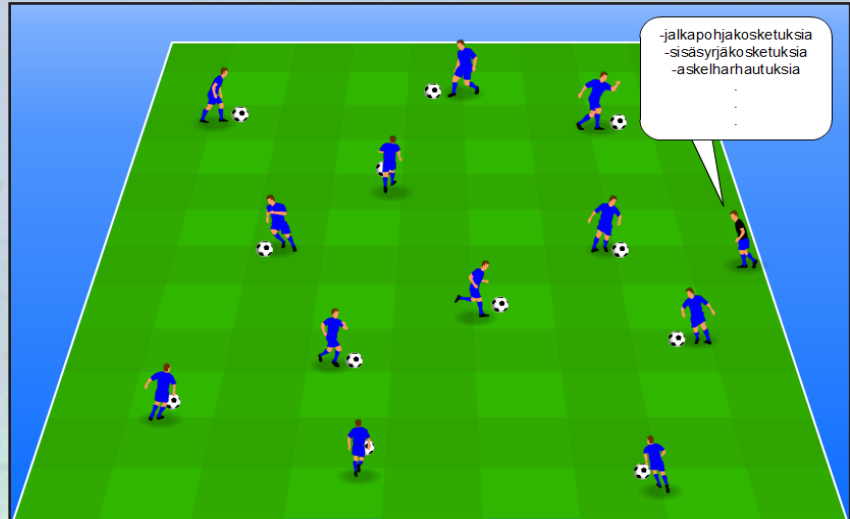 -jalkapohjakosketuksia
-sisäsyrjäkosketuksia
-askelharhautuksia
.
.
.